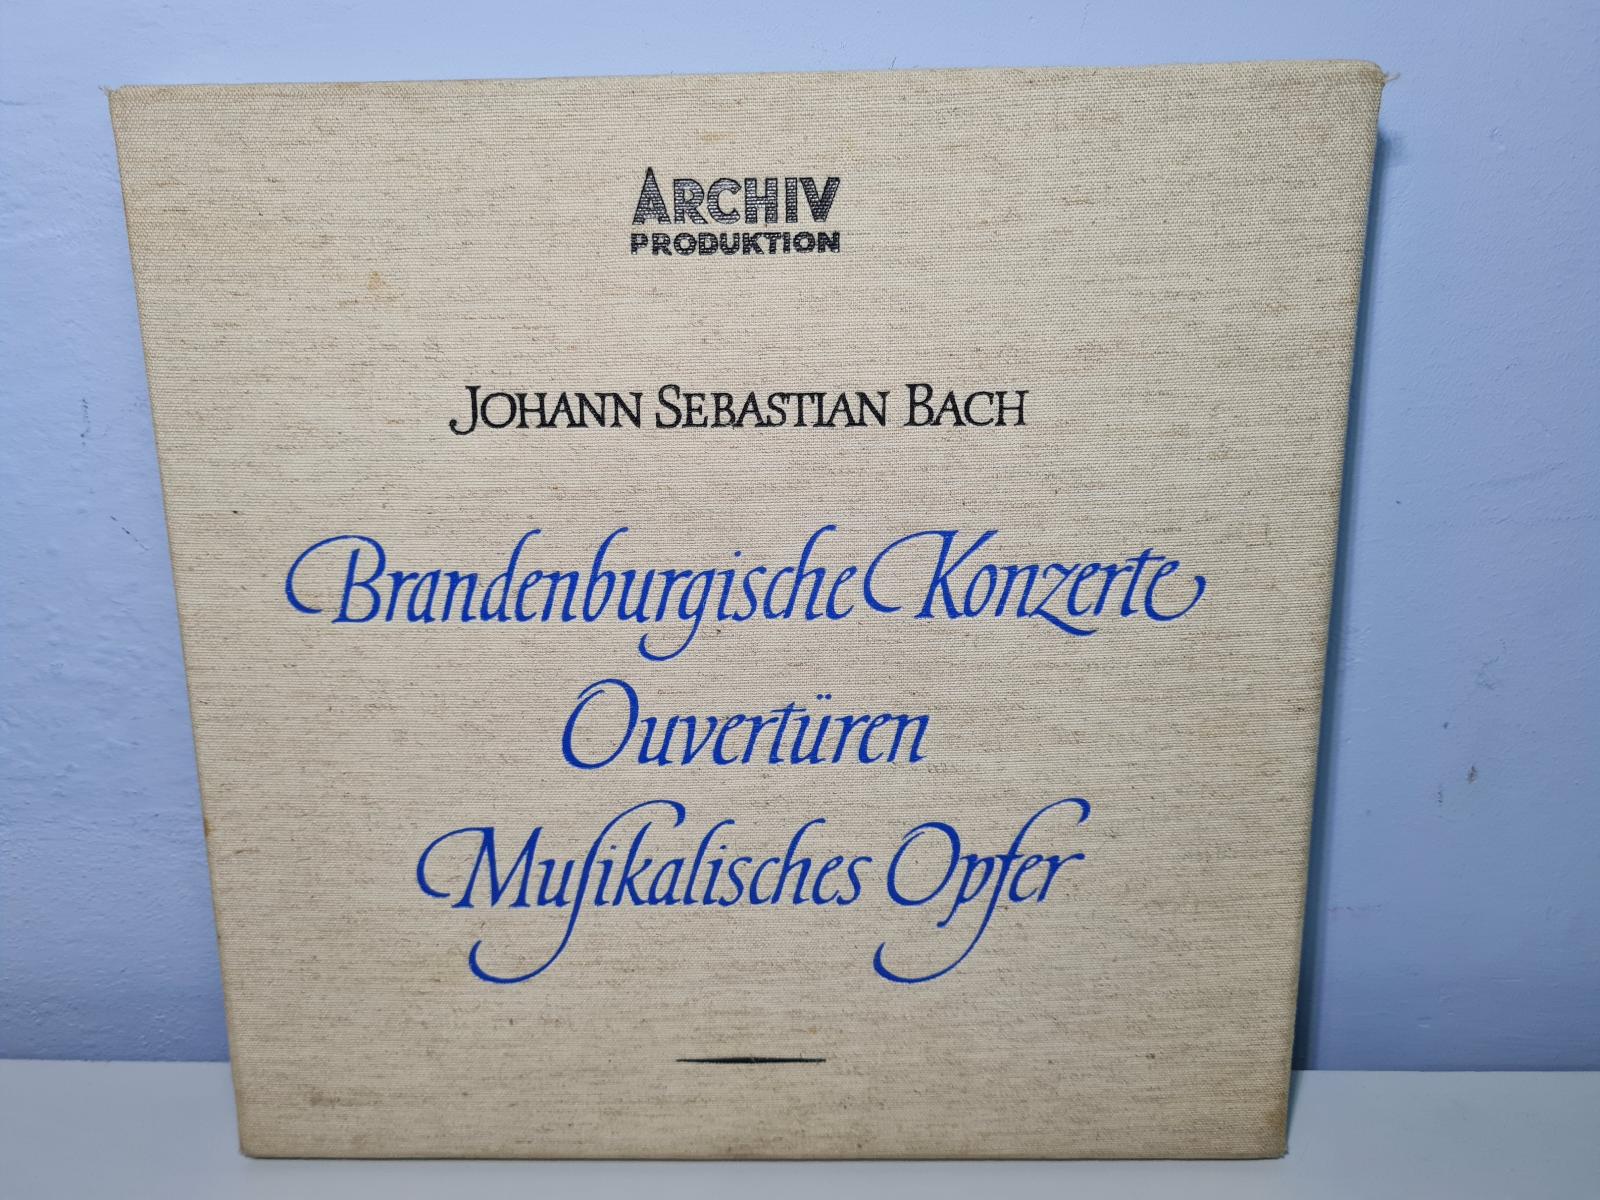 ARCHIV
PRODUKTION
JOHANN SEBASTIAN BACH
Brandenburgische Konzerte
Ouvertüren
Muſikalisches Opfer